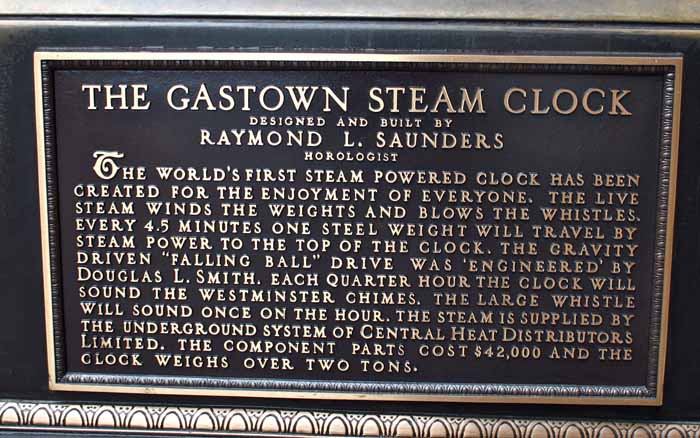 THE GASTOWN STEAM CLOCK
DESIGNED AND BUILT BY
RAYMOND L. SAUNDERS
HOROLOGIST
THE WORLD'S FIRST STEAM POWERED CLOCK HAS BEEN
CREATED FOR THE ENJOYMENT OF EVERYONE. THE LIVE
STEAM WINDS THE WEIGHTS AND BLOWS THE WHISTLES.
EVERY 4.5 MINUTES ONE STEEL WEIGHT WILL TRAVEL BY
STEAM POWER TO THE TOP OF THE CLOCK. THE GRAVITY
DRIVEN "FALLING BALL" DRIVE WAS 'ENGINEERED' BY
DOUGLAS L. SMITH. EACH QUARTER HOUR THE CLOCK WILL
SOUND THE WESTMINSTER CHIMES. THE LARGE WHISTLE
WILL SOUND ONCE ON THE HOUR. THE STEAM IS SUPPLIED BY
THE UNDERGROUND SYSTEM OF CENTRAL HEAT DISTRIBUTORS
LIMITED. THE COMPONENT PARTS COST $42,000 AND THE
CLOCK WEIGHS OVER TWO TONS.